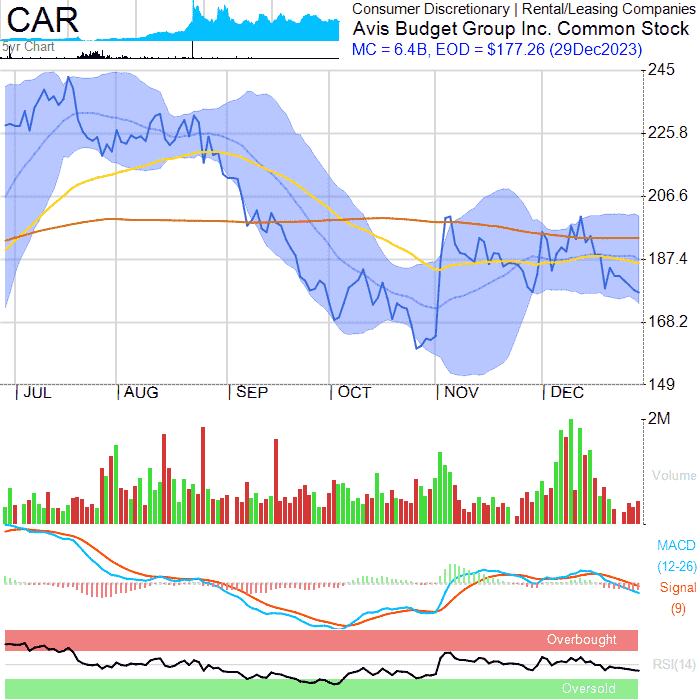 CAR
5yr Chart
Consumer Discretionary | Rental/Leasing Companies
Avis Budget Group Inc. Common Stock
MC = 6.4B, EOD = $177.26 (29Dec2023)
245
225.8
206.6
187.4
168.2
149
| JUL | AUG | SEP | OCT | NOV | DEC
2M
Volume
MACD
(12-26)
Signal
(9)
Overbought
RSI(14)
Oversold